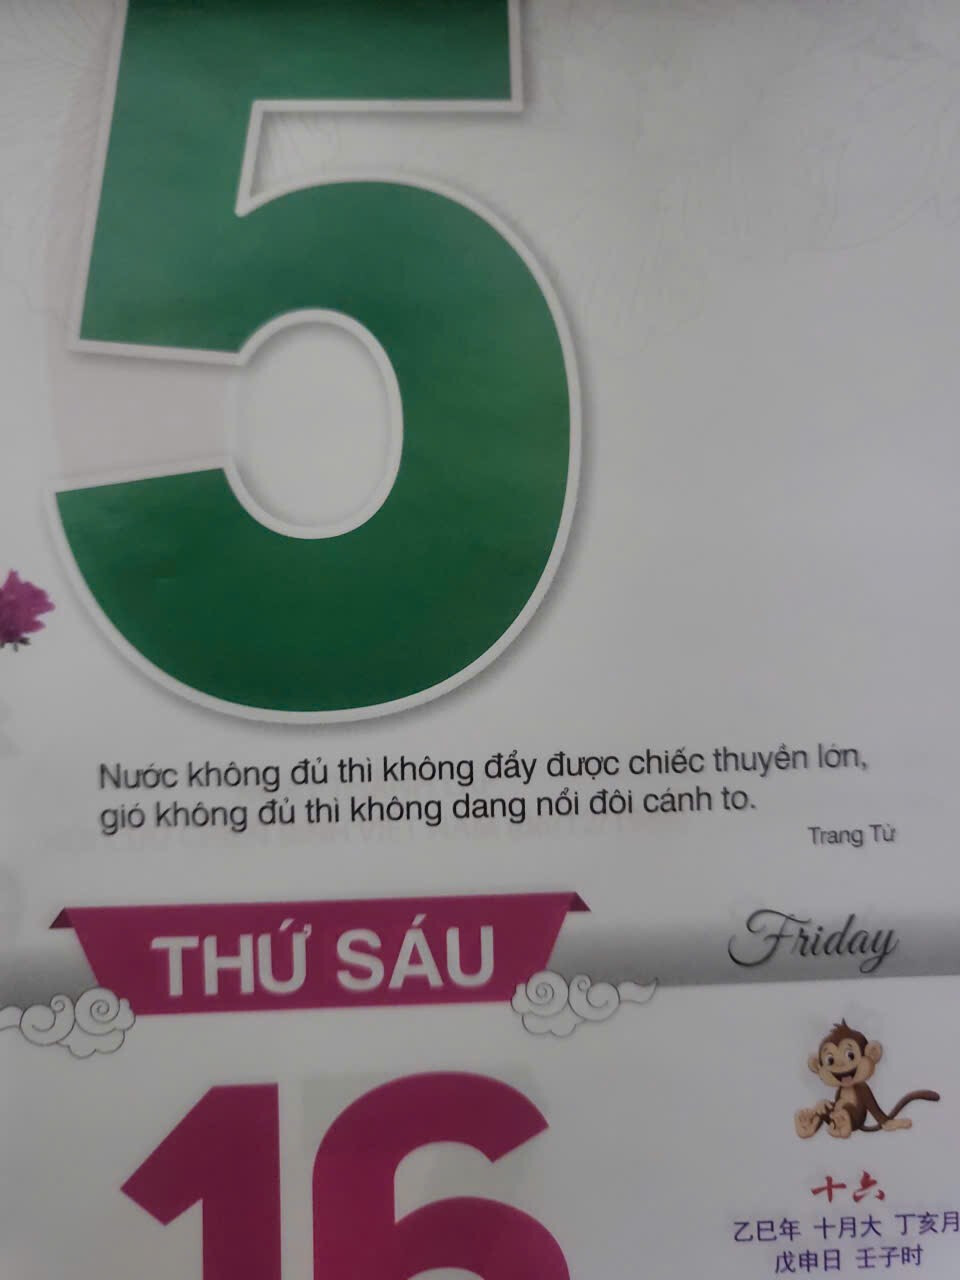 5
Nước không đủ thì không đẩy được chiếc thuyền lớn,
gió không đủ thì không dang nổi đôi cánh to.
Trang Tử
THỨ SÁU
Friday
16
十六
乙巳年 十月大 丁亥月
戊申日 壬子时